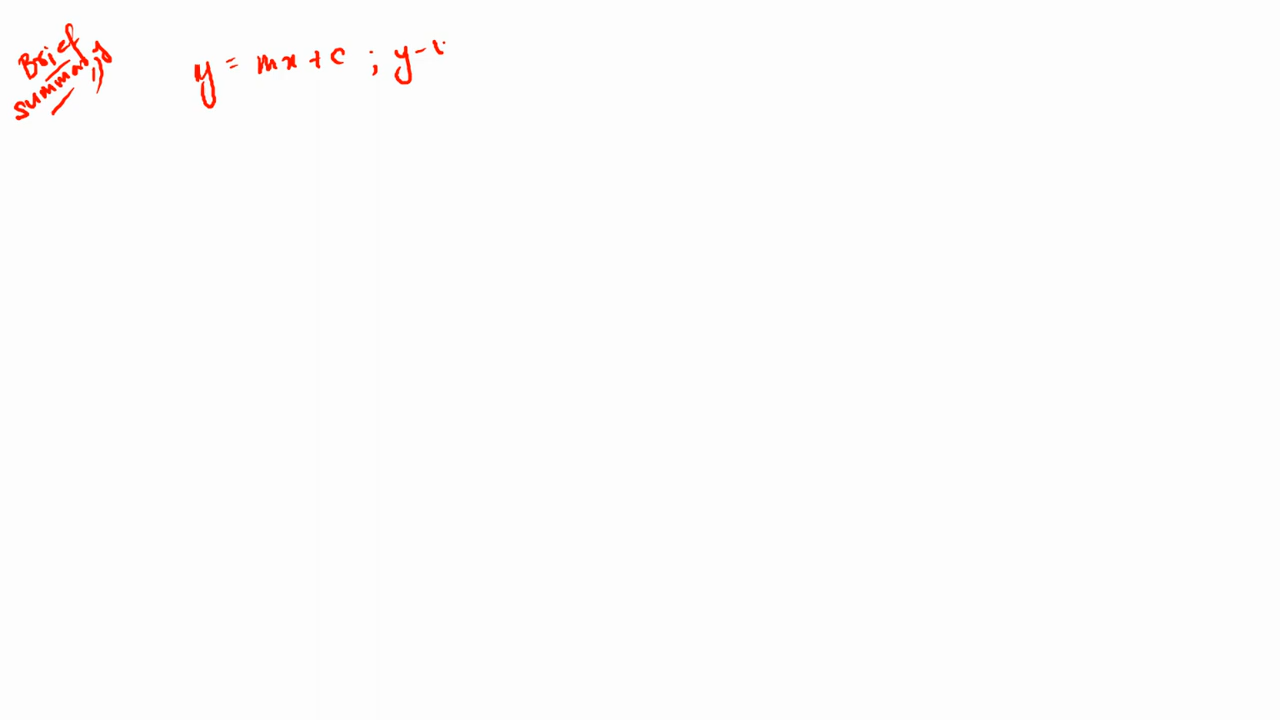 Brief
summary
y = mx + c ; y-i